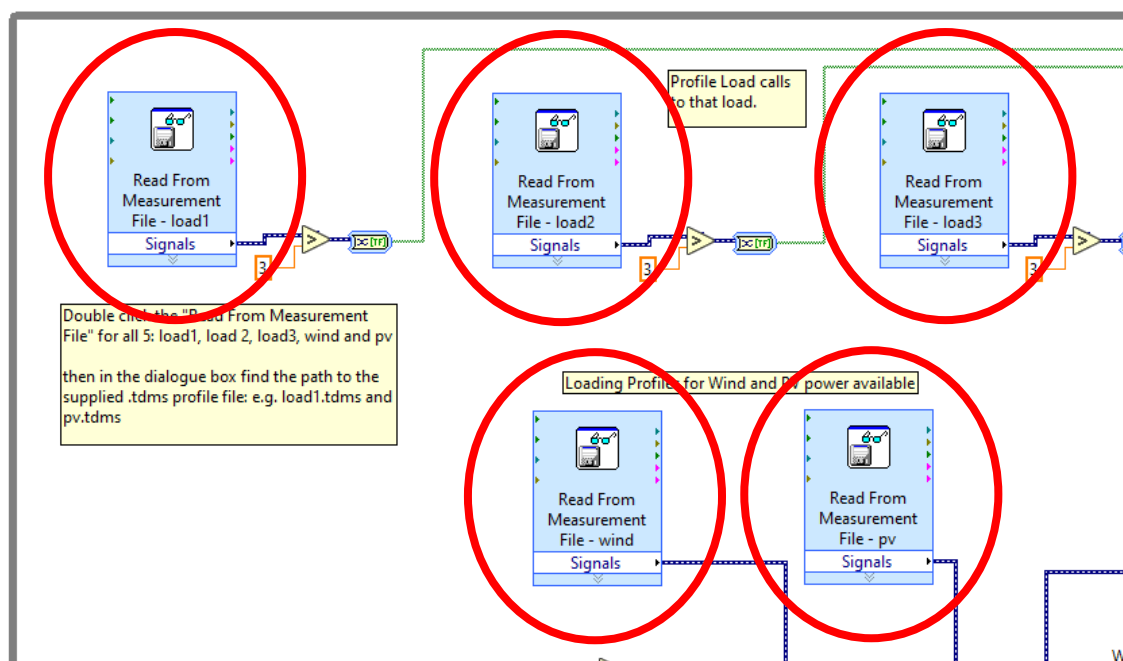 Profile Load calls
to that load.
Read From
Measurement
File - load1
Signals
>
[TF]
3
Read From
Measurement
File - load2
Signals
>
[TF]
3
Read From
Measurement
File - load3
Signals
>
3
Double click the "Read From Measurement
File" for all 5: load1, load 2, load3, wind and pv
then in the dialogue box find the path to the
supplied .tdms profile file: e.g. load1.tdms and
pv.tdms
Loading Profiles for Wind and PV power available
Read From
Measurement
File - wind
Signals
Read From
Measurement
File - pv
Signals
W